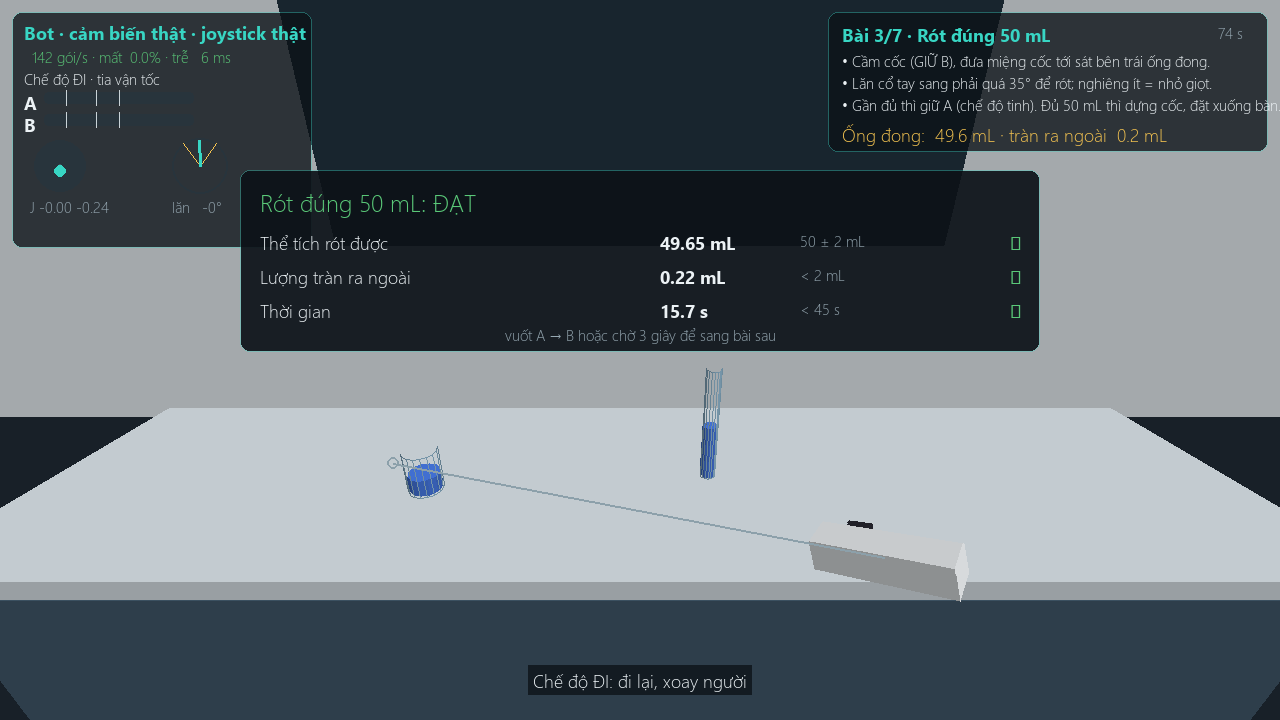 Bot · cảm biến thật · joystick thật
142 gói/s · mất 0.0% · trễ 6 ms
Chế độ ĐI · tia vận tốc
A
B
J -0.00 -0.24 lăn -0°
Bài 3/7 · Rót đúng 50 mL 74 s
• Cầm cốc (GIỮ B), đưa miệng cốc tới sát bên trái ống đong.
• Lăn cổ tay sang phải quá 35° để rót; nghiêng ít = nhỏ giọt.
• Gần đủ thì giữ A (chế độ tinh). Đủ 50 mL thì dựng cốc, đặt xuống bàn.
Ống đong: 49.6 mL · tràn ra ngoài 0.2 mL
Rót đúng 50 mL: ĐẠT
Thể tích rót được 49.65 mL 50 ± 2 mL
Lượng tràn ra ngoài 0.22 mL < 2 mL
Thời gian 15.7 s < 45 s
vuốt A → B hoặc chờ 3 giây để sang bài sau
Chế độ ĐI: đi lại, xoay người